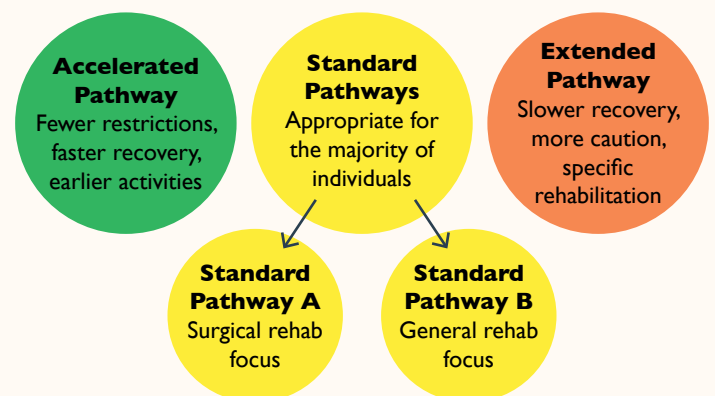 Accelerated
Pathway
Fewer restrictions,
faster recovery,
earlier activities
Standard
Pathways
Appropriate for
the majority of
individuals
Extended
Pathway
Slower recovery,
more caution,
specific
rehabilitation
Standard
Pathway A
Surgical rehab
focus
Standard
Pathway B
General rehab
focus